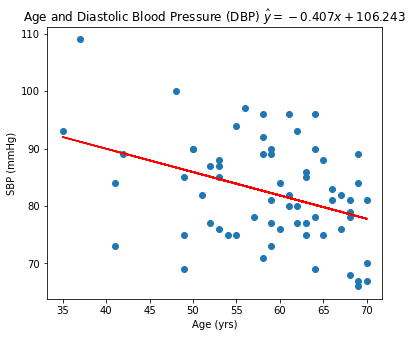 Age and Diastolic Blood Pressure (DBP) ŷ = −0.407x + 106.243
110
100
90
80
70
SBP (mmHg)
35 40 45 50 55 60 65 70
Age (yrs)